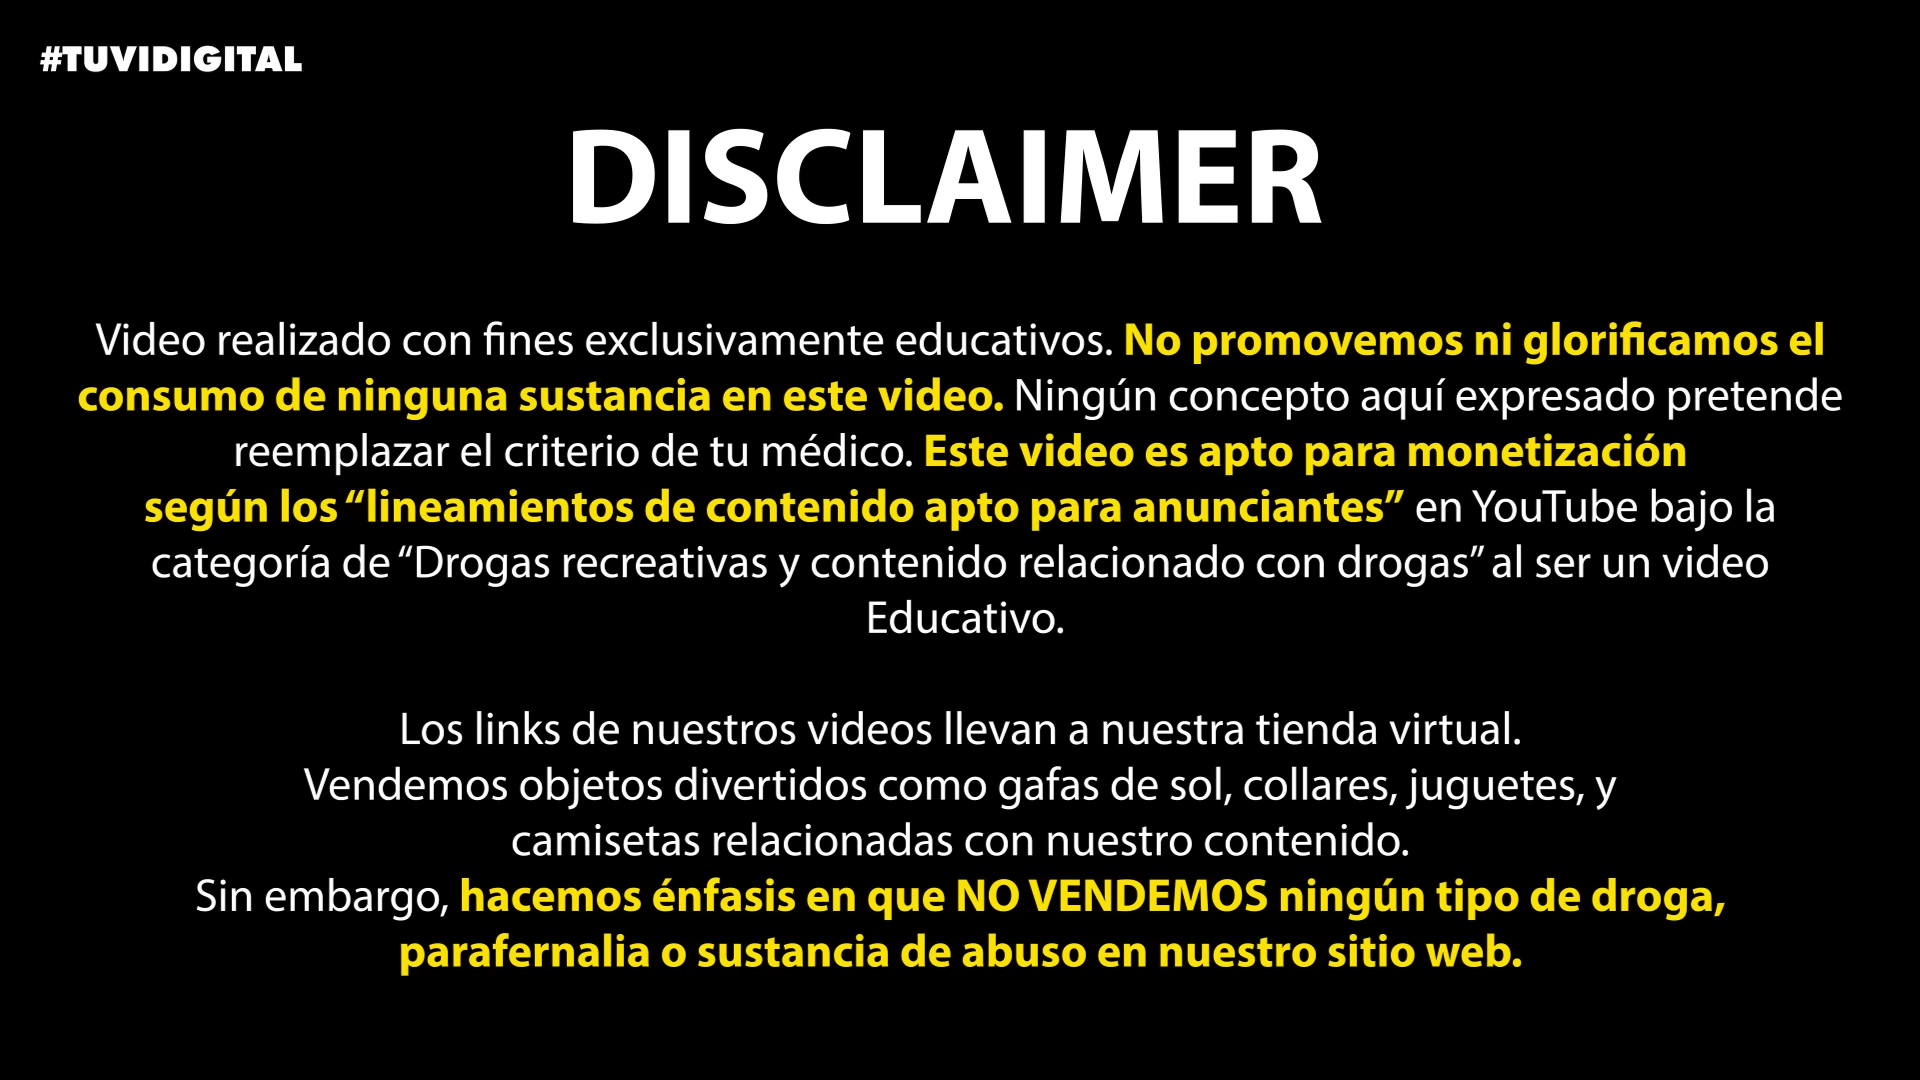 #TUVIDIGITAL
DISCLAIMER
Video realizado con fines exclusivamente educativos. No promovemos ni glorificamos el
consumo de ninguna sustancia en este video. Ningún concepto aquí expresado pretende
reemplazar el criterio de tu médico. Este video es apto para monetización
según los “lineamientos de contenido apto para anunciantes” en YouTube bajo la
categoría de “Drogas recreativas y contenido relacionado con drogas” al ser un video
Educativo.
Los links de nuestros videos llevan a nuestra tienda virtual.
Vendemos objetos divertidos como gafas de sol, collares, juguetes, y
camisetas relacionadas con nuestro contenido.
Sin embargo, hacemos énfasis en que NO VENDEMOS ningún tipo de droga,
parafernalia o sustancia de abuso en nuestro sitio web.